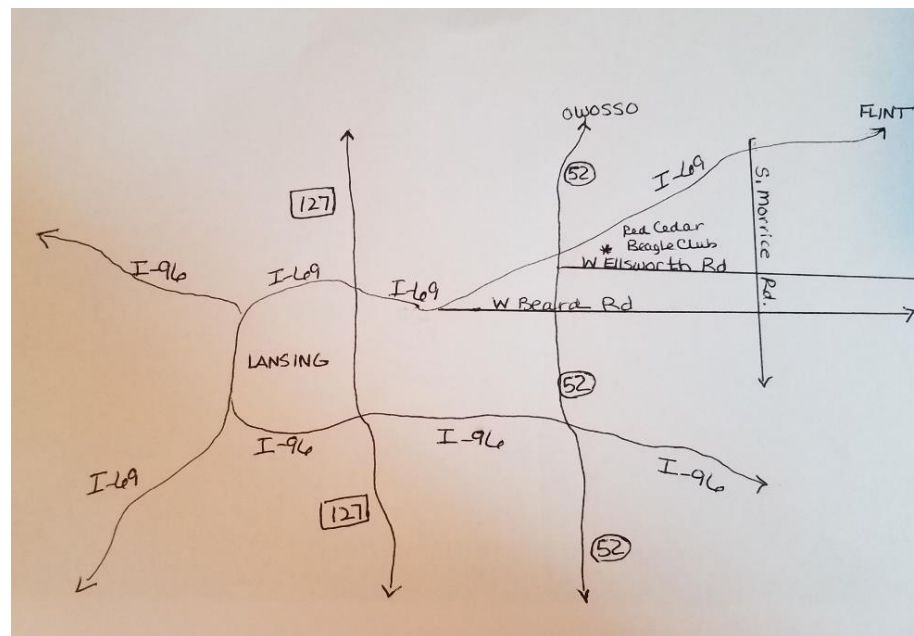 OWOSSO
FLINT
52
I-69
S. Morrice Rd.
127
Red Cedar
* Beagle Club
W Ellsworth Rd
I-96
I-69
I-69
W Beard Rd
LANSING
52
I-96
I-96
I-96
I-69
127
52